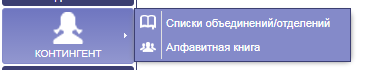 Списки объединений/отделений
Алфавитная книга
КОНТИНГЕНТ